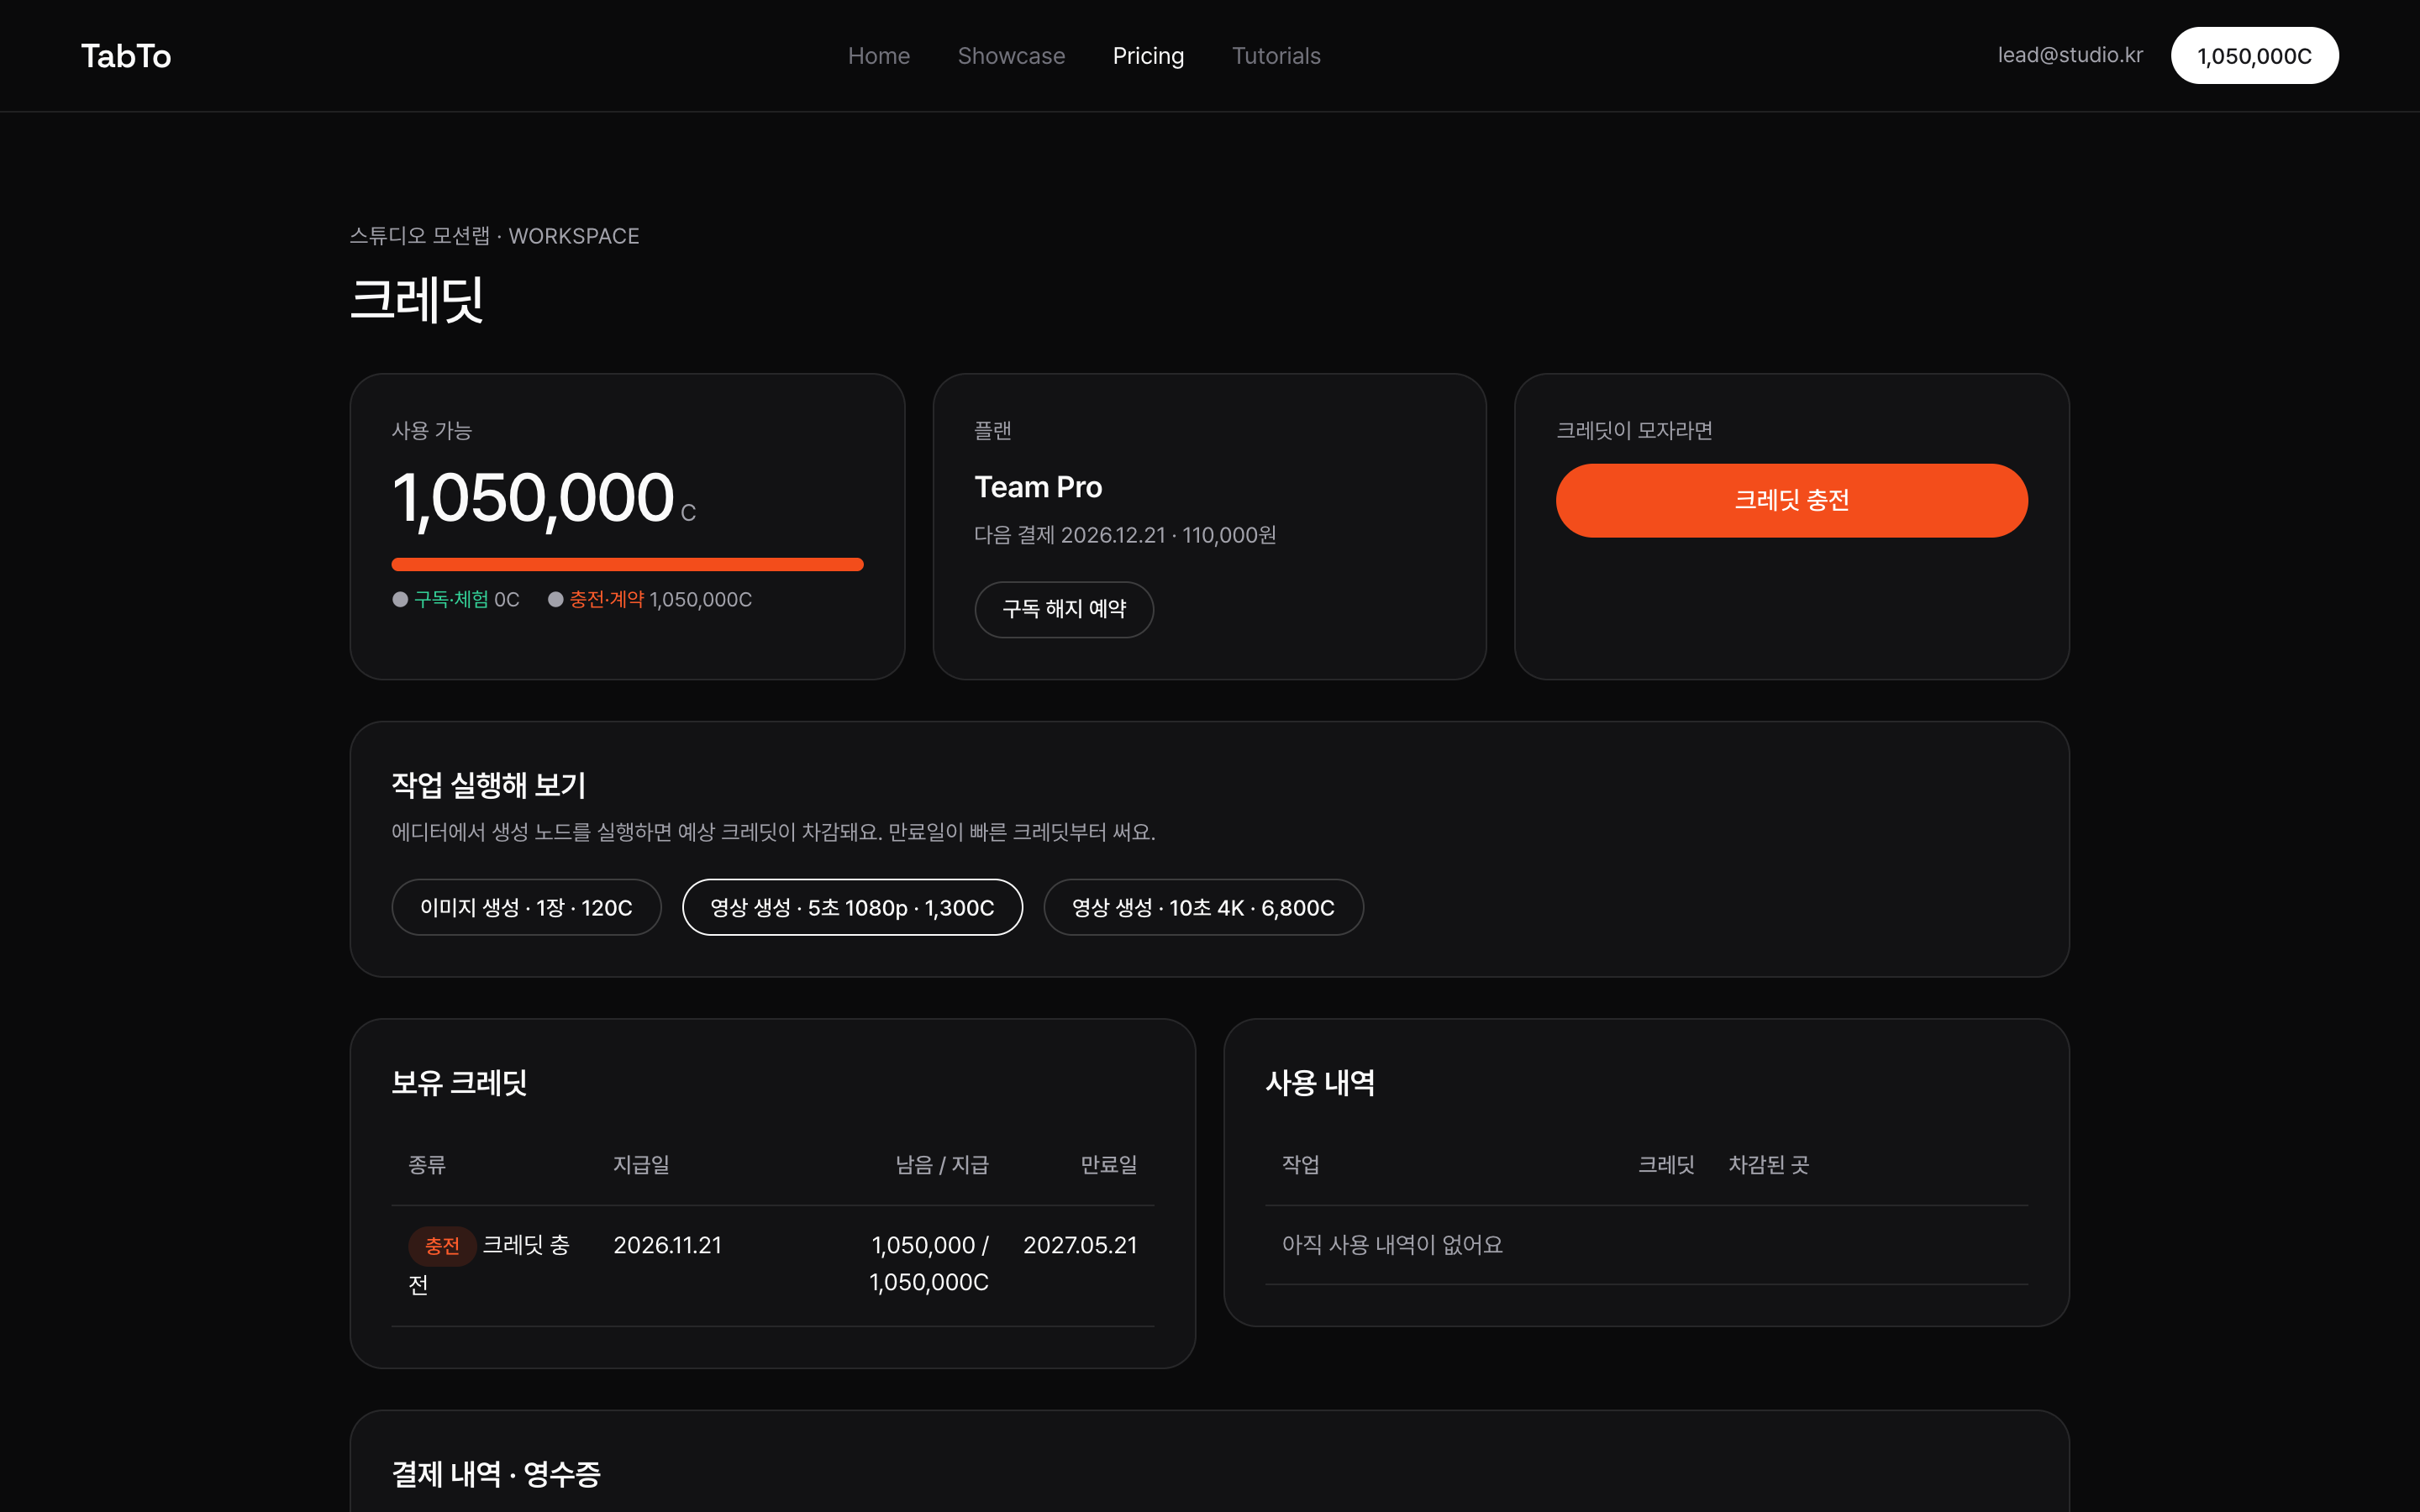 TabTo
Home
Showcase
Pricing
Tutorials
lead@studio.kr
1,050,000C
스튜디오 모션랩 · WORKSPACE
크레딧
사용 가능
1,050,000 C
구독·체험 0C
충전·계약 1,050,000C
플랜
Team Pro
다음 결제 2026.12.21 · 110,000원
구독 해지 예약
크레딧이 모자라면
크레딧 충전
작업 실행해 보기
에디터에서 생성 노드를 실행하면 예상 크레딧이 차감돼요. 만료일이 빠른 크레딧부터 써요.
이미지 생성 · 1장 · 120C
영상 생성 · 5초 1080p · 1,300C
영상 생성 · 10초 4K · 6,800C
보유 크레딧
종류
지급일
남음 / 지급
만료일
충전 크레딧 충
전
2026.11.21
1,050,000 /
1,050,000C
2027.05.21
사용 내역
작업
크레딧
차감된 곳
아직 사용 내역이 없어요
결제 내역 · 영수증